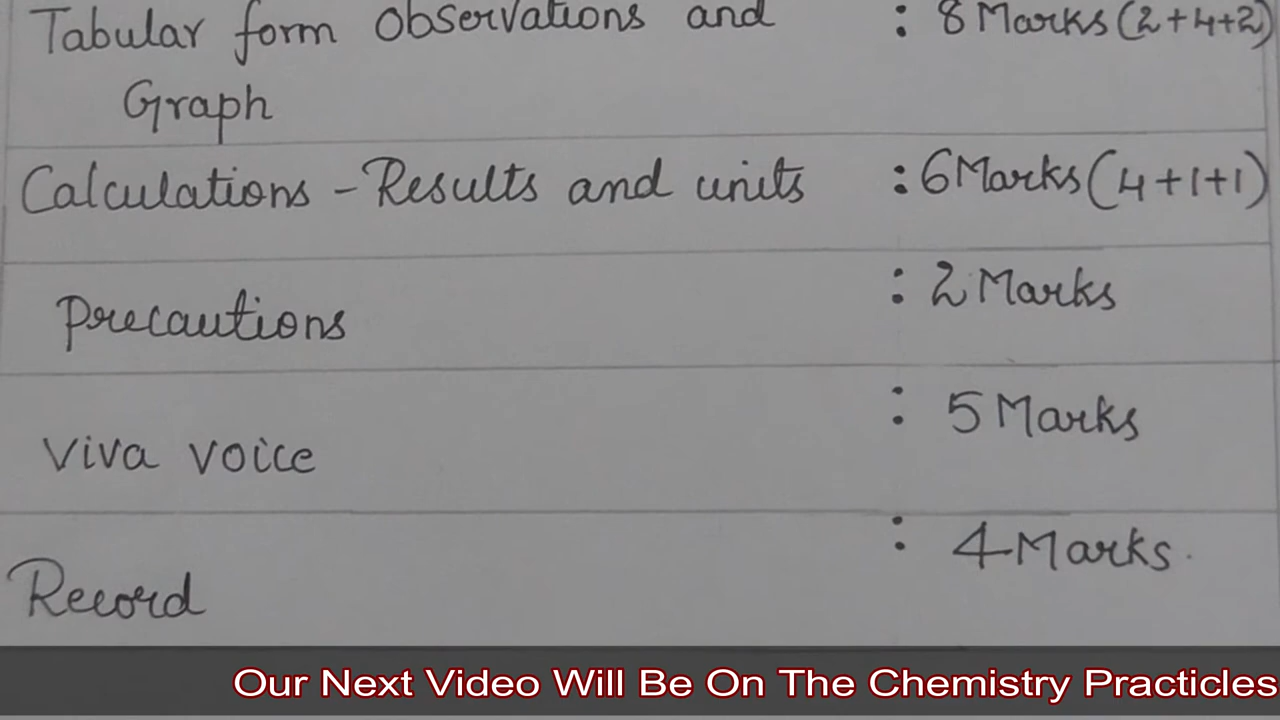 Tabular form Observations and : 8 Marks (2+4+2)
Graph
Calculations - Results and units : 6 Marks (4+1+1)
Precautions : 2 Marks
Viva voice : 5 Marks
Record : 4 Marks.
Our Next Video Will Be On The Chemistry Practicles